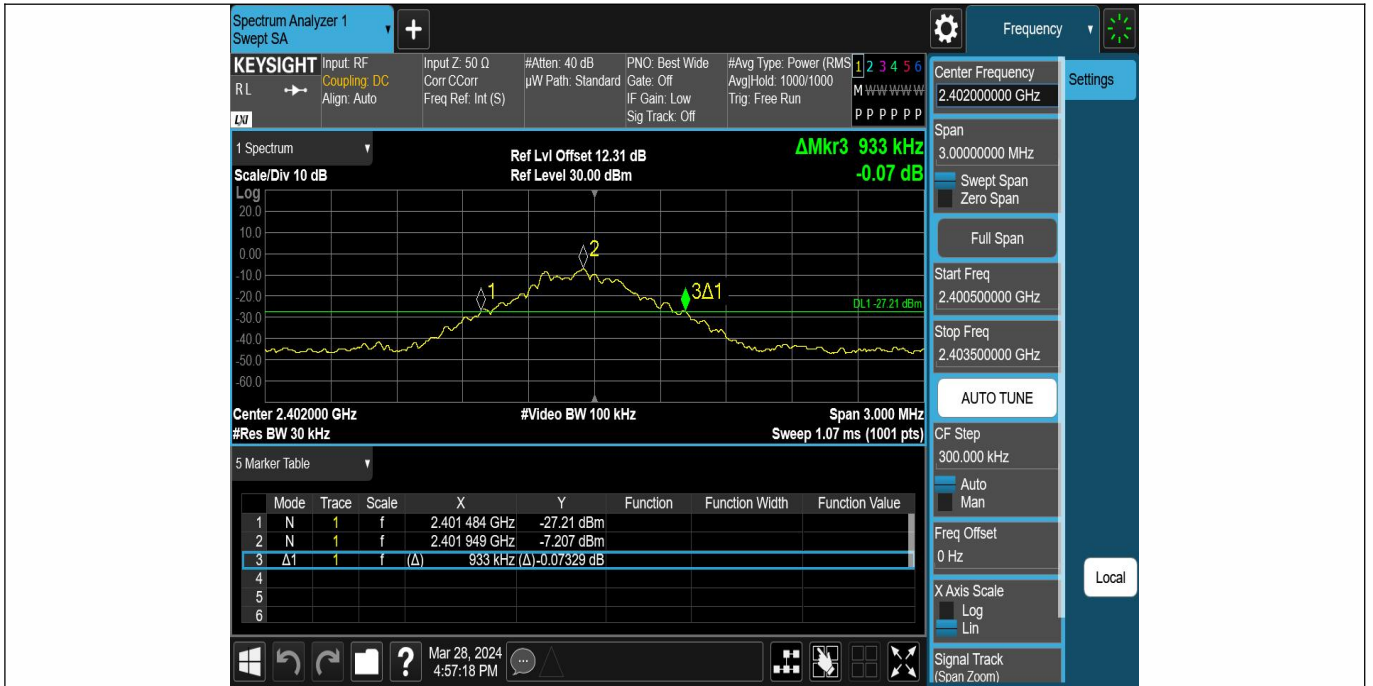 Spectrum Analyzer 1
Swept SA
+
Frequency
KEYSIGHT
RL
LXI
Input: RF
Coupling: DC
Align: Auto
Input Z: 50 Ω
Corr CCorr
Freq Ref: Int (S)
#Atten: 40 dB
µW Path: Standard
PNO: Best Wide
Gate: Off
IF Gain: Low
Sig Track: Off
#Avg Type: Power (RMS
Avg|Hold: 1000/1000
Trig: Free Run
1 2 3 4 5 6
M W W W W W
P P P P P P
Center Frequency
2.402000000 GHz
Settings
1 Spectrum
Scale/Div 10 dB
Ref Lvl Offset 12.31 dB
Ref Level 30.00 dBm
ΔMkr3 933 kHz
-0.07 dB
Log
20.0
10.0
0.00
-10.0
-20.0
-30.0
-40.0
-50.0
-60.0
1
2
3Δ1
DL1 -27.21 dBm
Center 2.402000 GHz
#Res BW 30 kHz
#Video BW 100 kHz
Span 3.000 MHz
Sweep 1.07 ms (1001 pts)
Span
3.00000000 MHz
Swept Span
Zero Span
Full Span
Start Freq
2.400500000 GHz
Stop Freq
2.403500000 GHz
AUTO TUNE
CF Step
300.000 kHz
Auto
Man
Freq Offset
0 Hz
X Axis Scale
Log
Lin
Signal Track
(Span Zoom)
Local
5 Marker Table
Mode Trace Scale X Y Function Function Width Function Value
1 N 1 f 2.401 484 GHz -27.21 dBm
2 N 1 f 2.401 949 GHz -7.207 dBm
3 Δ1 1 f (Δ) 933 kHz (Δ)-0.07329 dB
4
5
6
?
Mar 28, 2024
4:57:18 PM